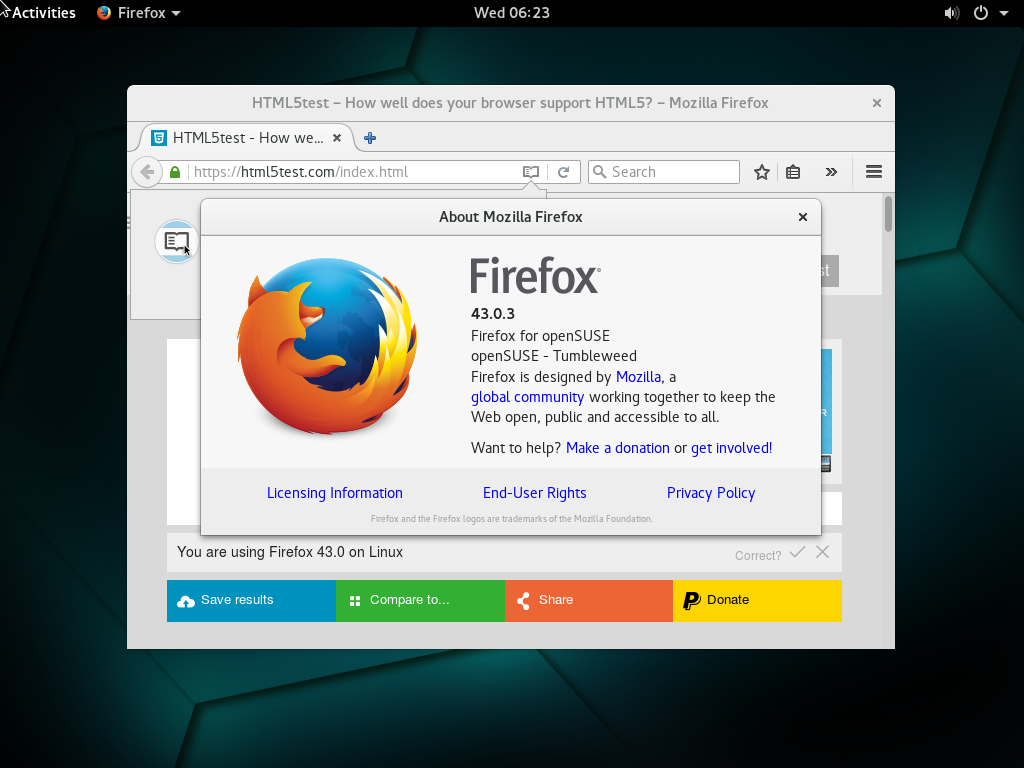 Activities
Firefox
Wed 06:23
HTML5test – How well does your browser support HTML5? – Mozilla Firefox
HTML5test - How we...
https://html5test.com/index.html
Search
About Mozilla Firefox
Firefox
43.0.3
Firefox for openSUSE
openSUSE - Tumbleweed
Firefox is designed by Mozilla, a
global community working together to keep the
Web open, public and accessible to all.
Want to help? Make a donation or get involved!
Licensing Information
End-User Rights
Privacy Policy
Firefox and the Firefox logos are trademarks of the Mozilla Foundation.
You are using Firefox 43.0 on Linux
Correct?
Save results
Compare to...
Share
Donate